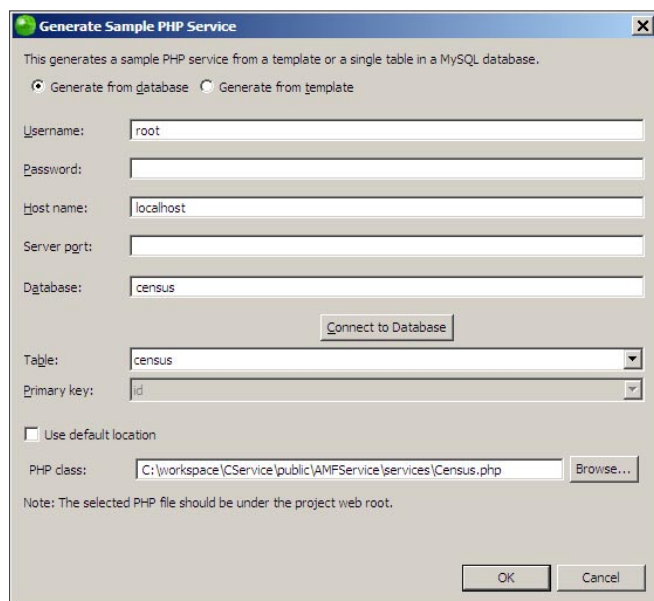 Generate Sample PHP Service
This generates a sample PHP service from a template or a single table in a MySQL database.
Generate from database Generate from template
Username: root
Password:
Host name: localhost
Server port:
Database: census
Connect to Database
Table: census
Primary key: id
Use default location
PHP class: C:\workspace\CService\public\AMFService\services\Census.php Browse...
Note: The selected PHP file should be under the project web root.
OK Cancel